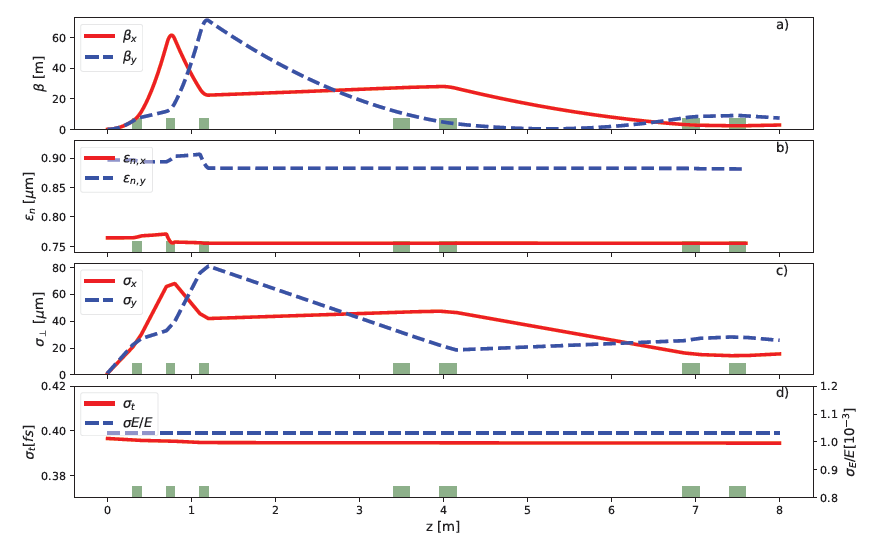 a)
β [m]
60
40
20
0
βx
βy
b)
εn [μm]
0.90
0.85
0.80
0.75
εn,x
εn,y
c)
σ⊥ [μm]
80
60
40
20
0
σx
σy
d)
σt[fs]
0.42
0.40
0.38
σt
σE/E
1.2
1.1
1.0
0.9
0.8
σE/E[10⁻³]
0 1 2 3 4 5 6 7 8
z [m]